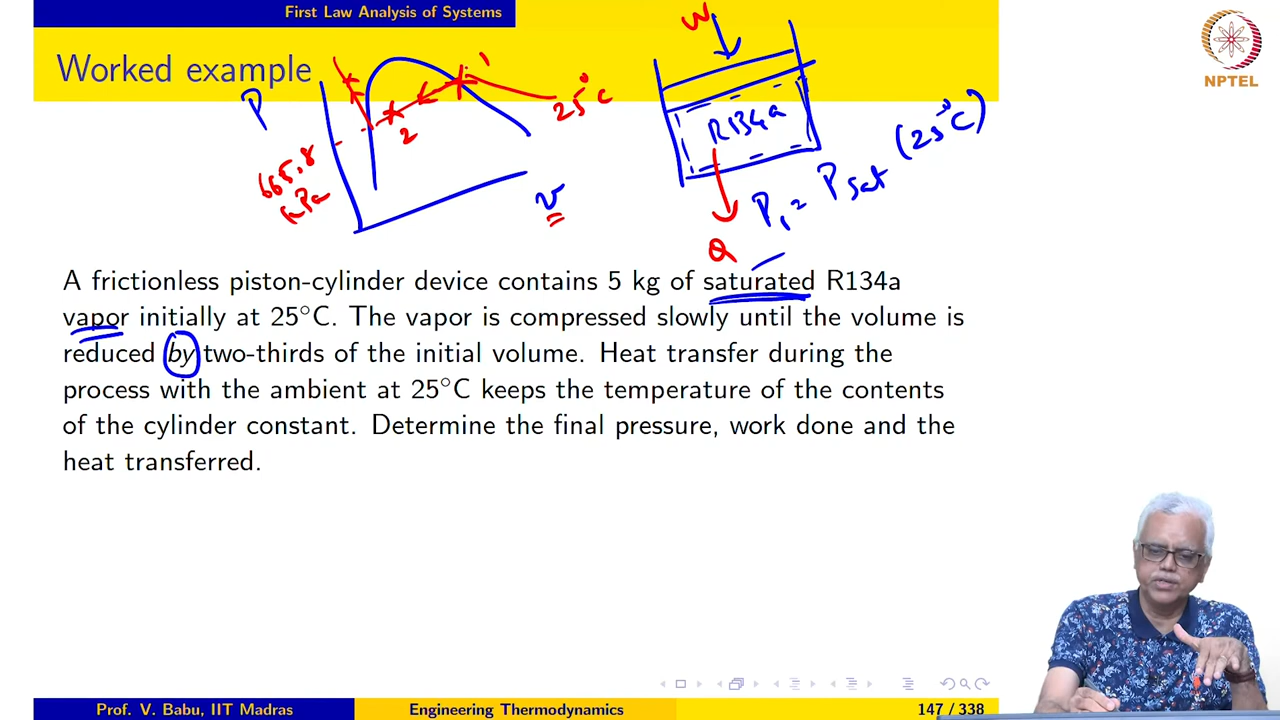 First Law Analysis of Systems
Worked example
P
1
2
25°C
665.8
kPa
v
W
R134a
Q
P₁ = Psat (25°C)
NPTEL
A frictionless piston-cylinder device contains 5 kg of saturated R134a
vapor initially at 25°C. The vapor is compressed slowly until the volume is
reduced by two-thirds of the initial volume. Heat transfer during the
process with the ambient at 25°C keeps the temperature of the contents
of the cylinder constant. Determine the final pressure, work done and the
heat transferred.
Prof. V. Babu, IIT Madras Engineering Thermodynamics 147 / 338